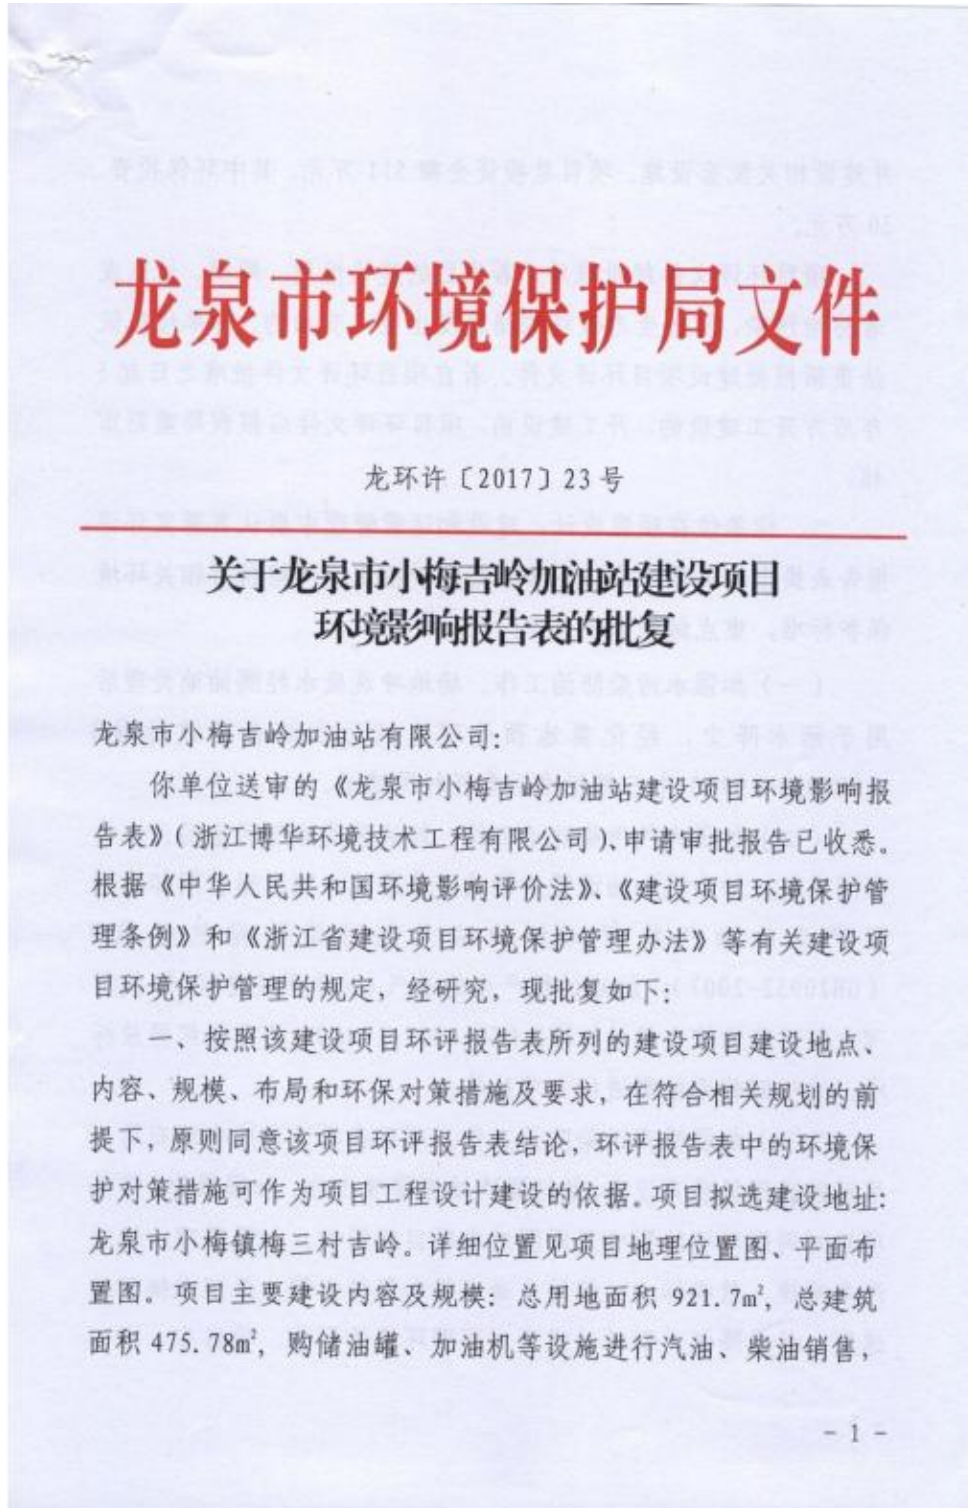 龙泉市环境保护局文件
龙环许〔2017〕23号
关于龙泉市小梅吉岭加油站建设项目
环境影响报告表的批复
龙泉市小梅吉岭加油站有限公司:
你单位送审的《龙泉市小梅吉岭加油站建设项目环境影响报
告表》(浙江博华环境技术工程有限公司)、申请审批报告已收悉。
根据《中华人民共和国环境影响评价法》、《建设项目环境保护管
理条例》和《浙江省建设项目环境保护管理办法》等有关建设项
目环境保护管理的规定，经研究，现批复如下:
一、按照该建设项目环评报告表所列的建设项目建设地点、
内容、规模、布局和环保对策措施及要求，在符合相关规划的前
提下，原则同意该项目环评报告表结论，环评报告表中的环境保
护对策措施可作为项目工程设计建设的依据。项目拟选建设地址:
龙泉市小梅镇梅三村吉岭。详细位置见项目地理位置图、平面布
置图。项目主要建设内容及规模: 总用地面积 921.7㎡，总建筑
面积 475.78㎡，购储油罐、加油机等设施进行汽油、柴油销售，
- 1 -